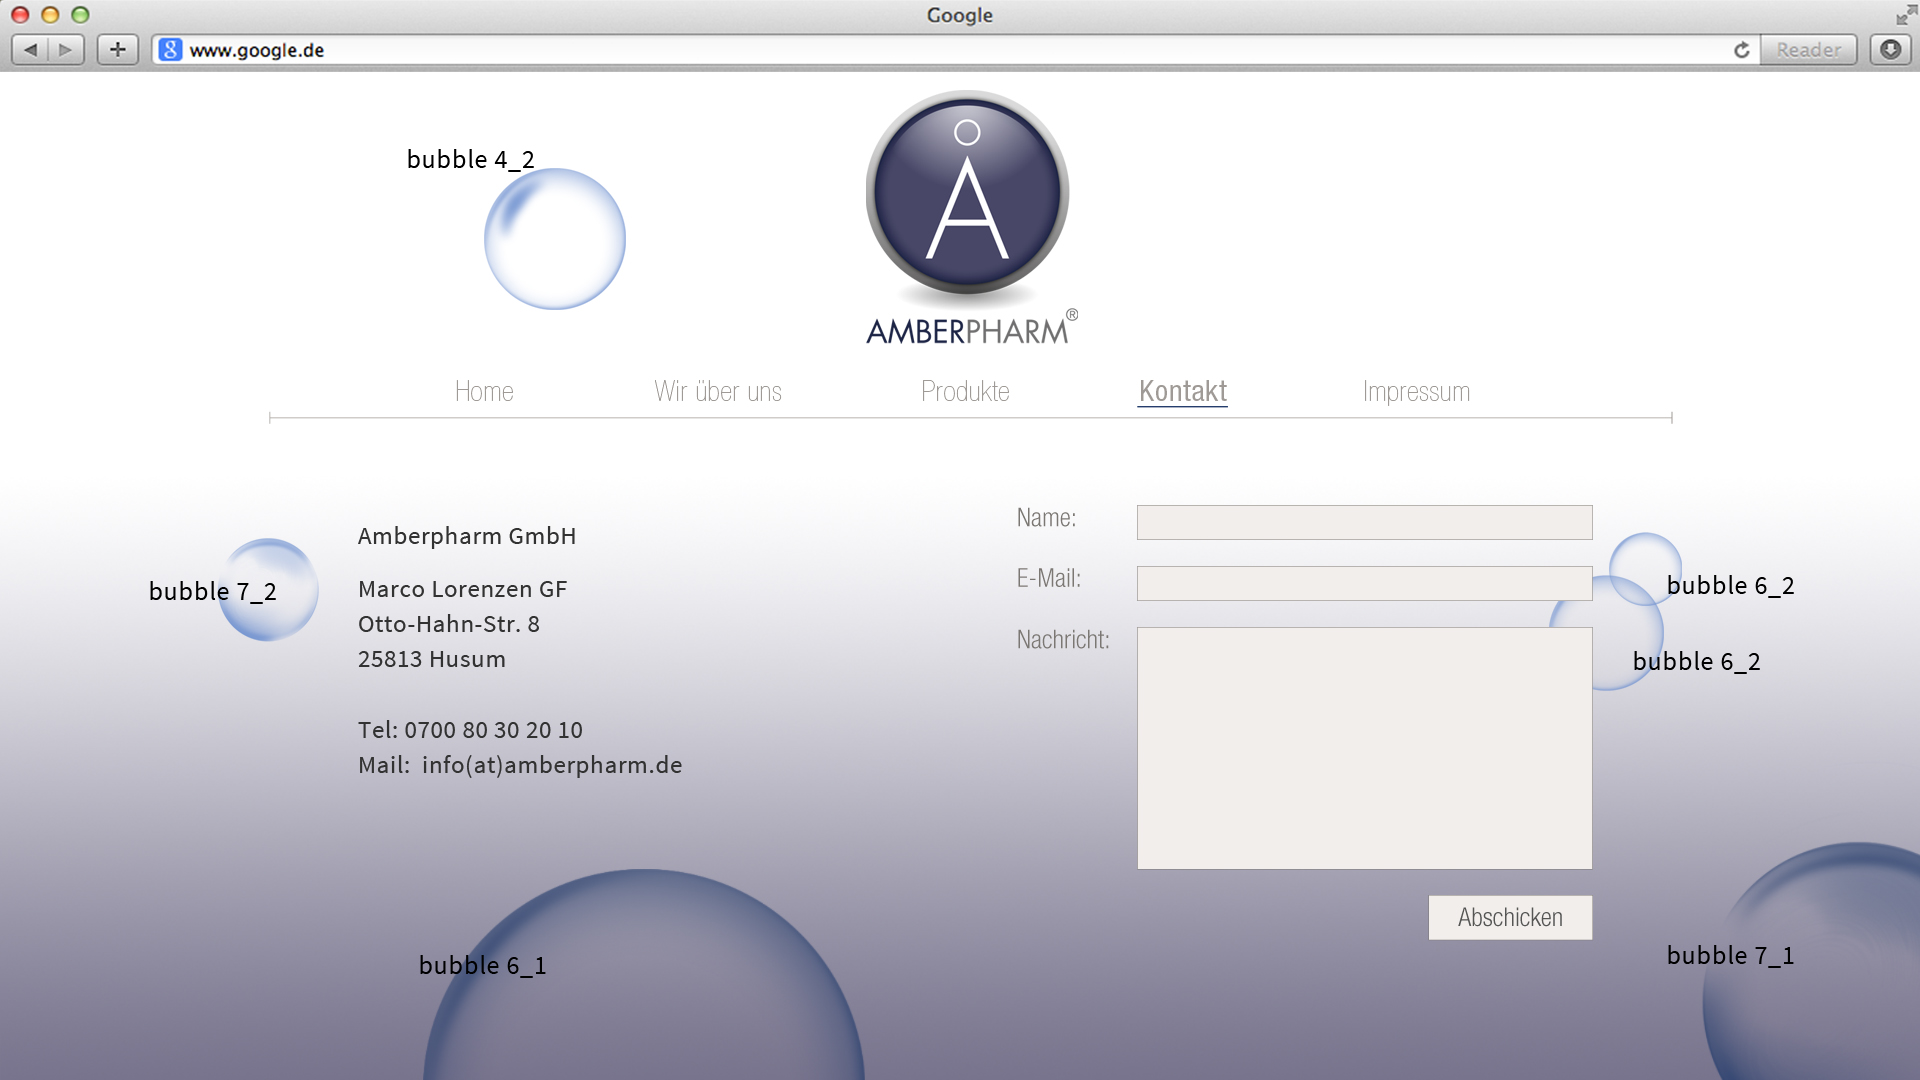 Google
www.google.de
Reader
bubble 4_2
Å
AMBERPHARM®
Home
Wir über uns
Produkte
Kontakt
Impressum
Amberpharm GmbH
Marco Lorenzen GF
Otto-Hahn-Str. 8
25813 Husum
Tel: 0700 80 30 20 10
Mail:  info(at)amberpharm.de
bubble 7_2
Name:
E-Mail:
Nachricht:
bubble 6_2
bubble 6_2
Abschicken
bubble 6_1
bubble 7_1